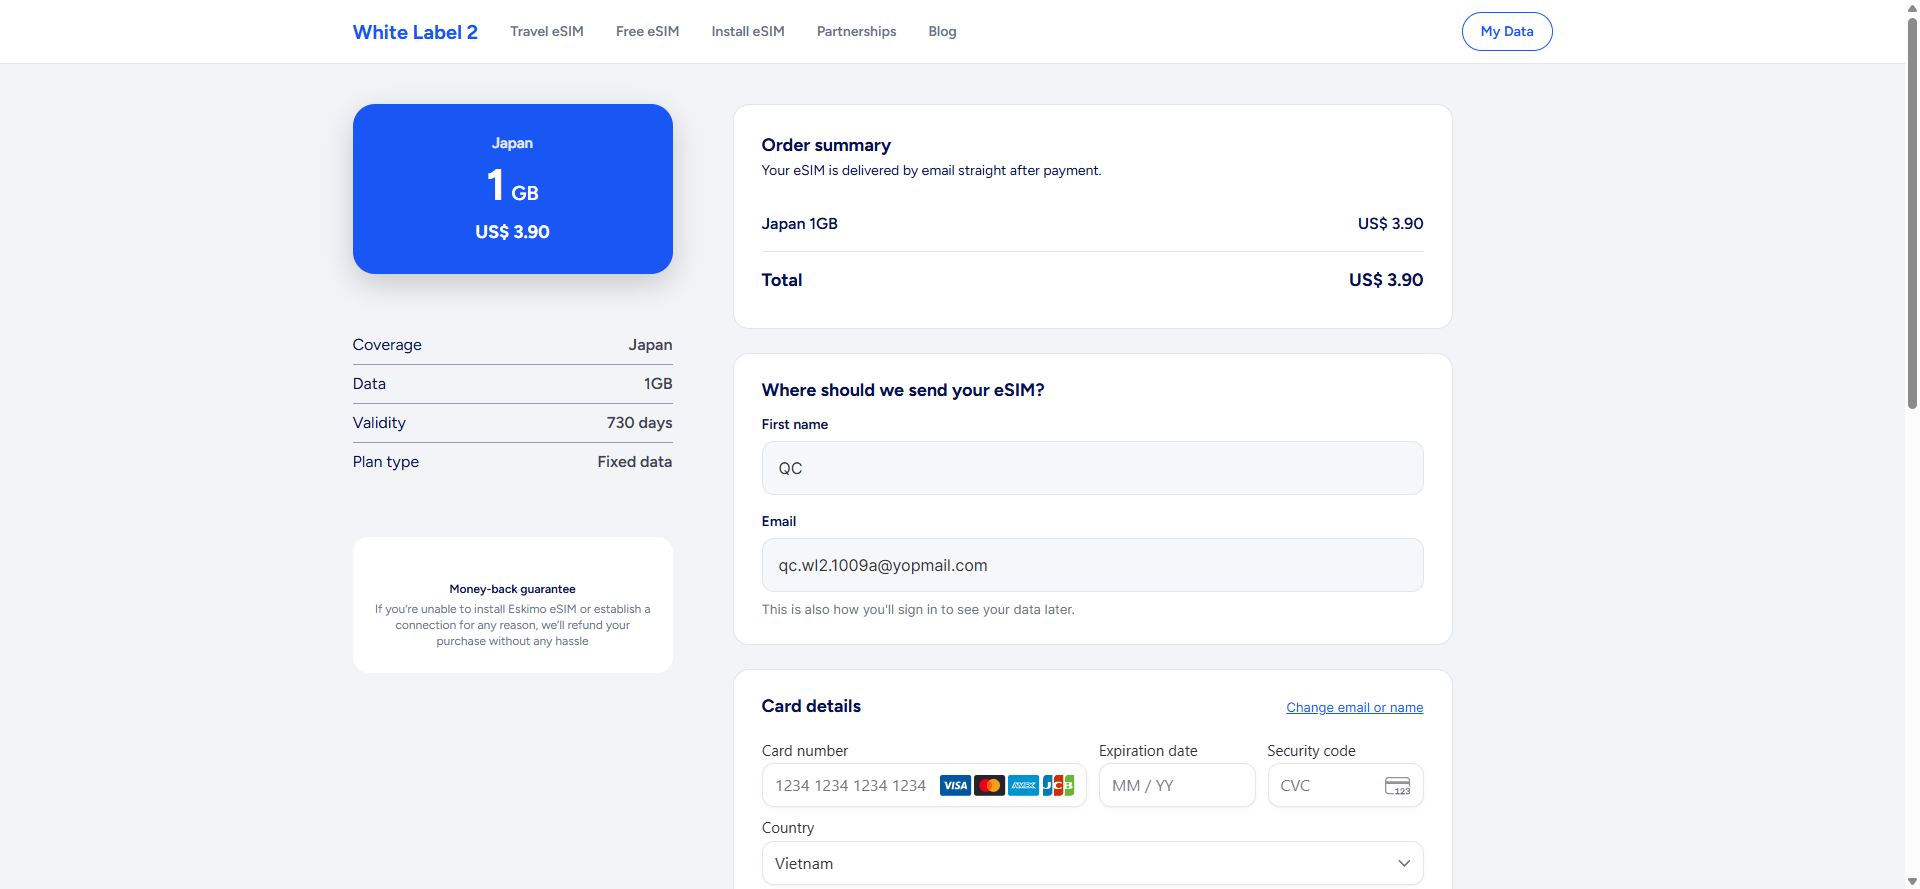 White Label 2
Travel eSIM
Free eSIM
Install eSIM
Partnerships
Blog
My Data
Japan
1 GB
US$ 3.90
Coverage Japan
Data 1GB
Validity 730 days
Plan type Fixed data
Money-back guarantee
If you're unable to install Eskimo eSIM or establish a
connection for any reason, we'll refund your
purchase without any hassle
Order summary
Your eSIM is delivered by email straight after payment.
Japan 1GB US$ 3.90
Total US$ 3.90
Where should we send your eSIM?
First name
QC
Email
qc.wl2.1009a@yopmail.com
This is also how you'll sign in to see your data later.
Card details Change email or name
Card number Expiration date Security code
1234 1234 1234 1234 VISA AMEX JCB MM / YY CVC 123
Country
Vietnam